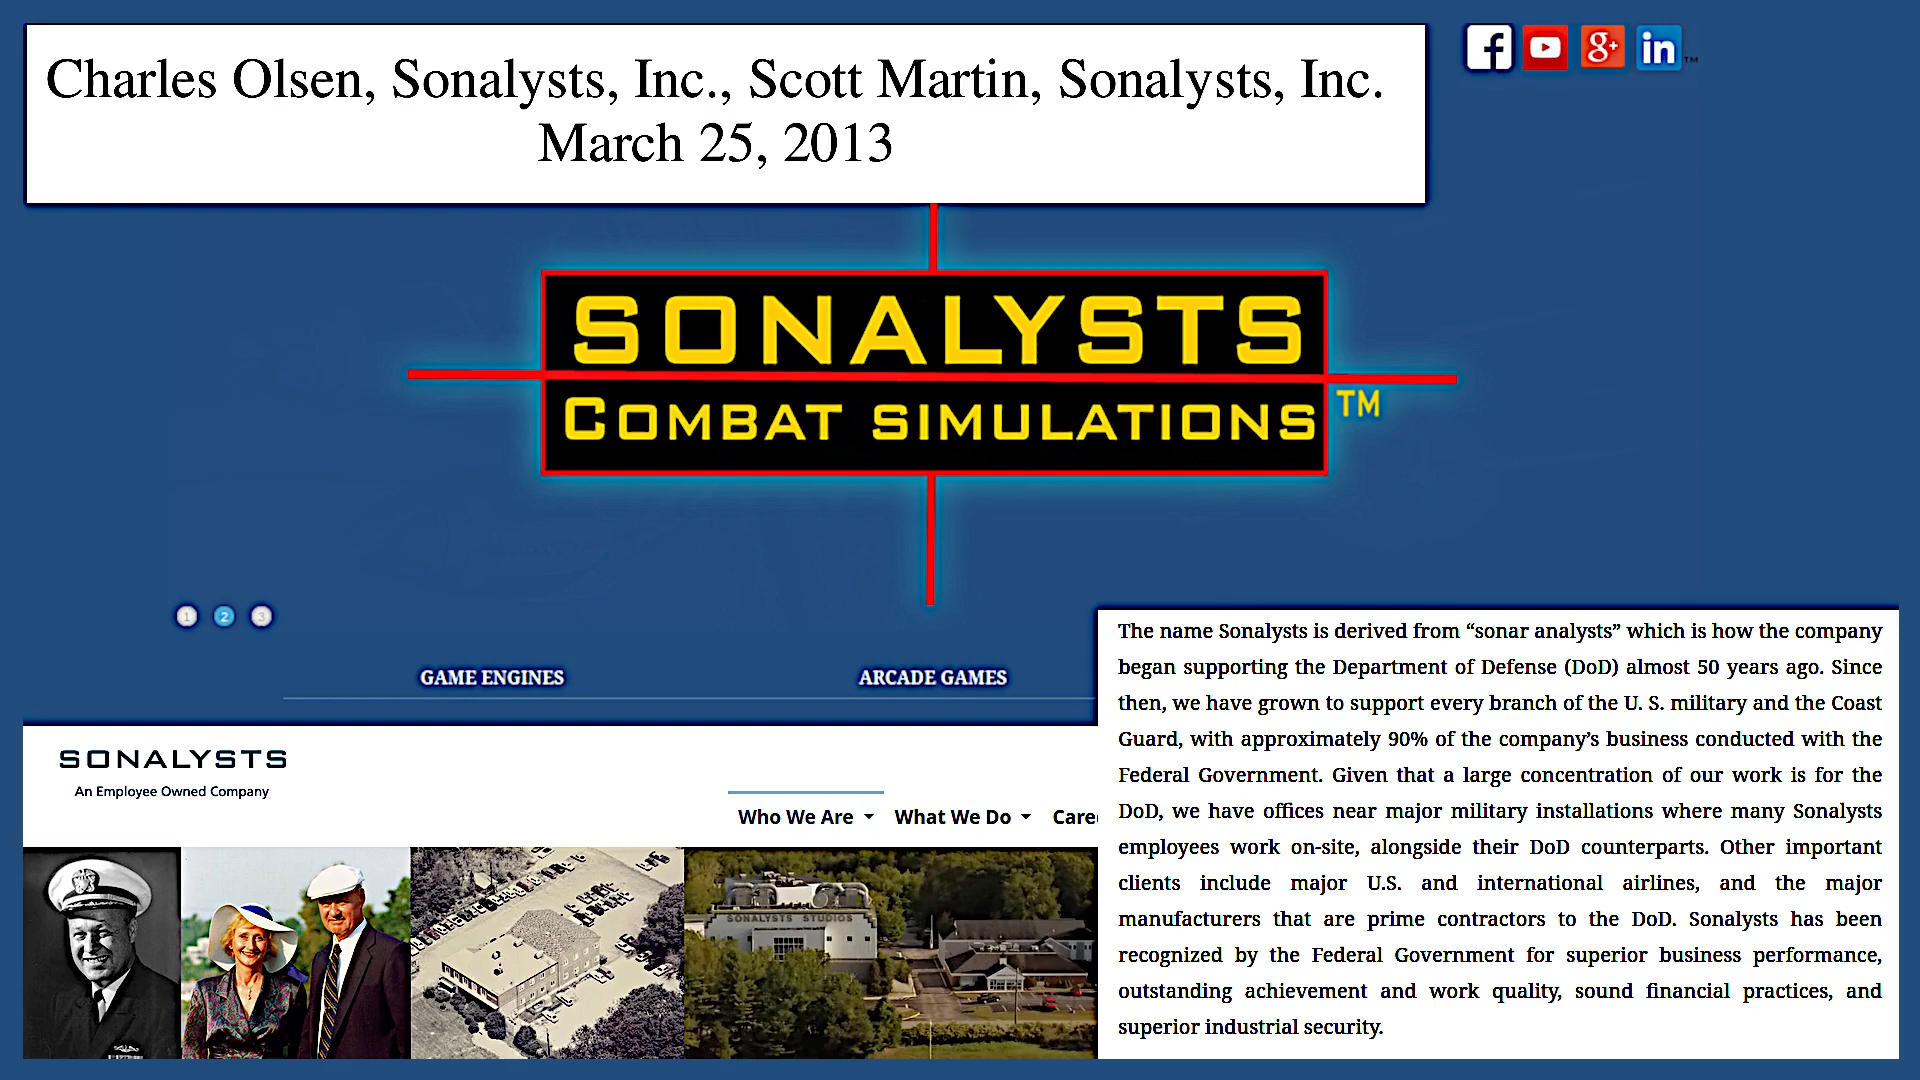 Charles Olsen, Sonalysts, Inc., Scott Martin, Sonalysts, Inc.
March 25, 2013
f
g+
in
TM
SONALYSTS
COMBAT SIMULATIONS
TM
1 2 3
GAME ENGINES
ARCADE GAMES
SONALYSTS
An Employee Owned Company
Who We Are
What We Do
Caree
SONALYSTS STUDIOS
The name Sonalysts is derived from “sonar analysts” which is how the company
began supporting the Department of Defense (DoD) almost 50 years ago. Since
then, we have grown to support every branch of the U. S. military and the Coast
Guard, with approximately 90% of the company’s business conducted with the
Federal Government. Given that a large concentration of our work is for the
DoD, we have offices near major military installations where many Sonalysts
employees work on-site, alongside their DoD counterparts. Other important
clients include major U.S. and international airlines, and the major
manufacturers that are prime contractors to the DoD. Sonalysts has been
recognized by the Federal Government for superior business performance,
outstanding achievement and work quality, sound financial practices, and
superior industrial security.